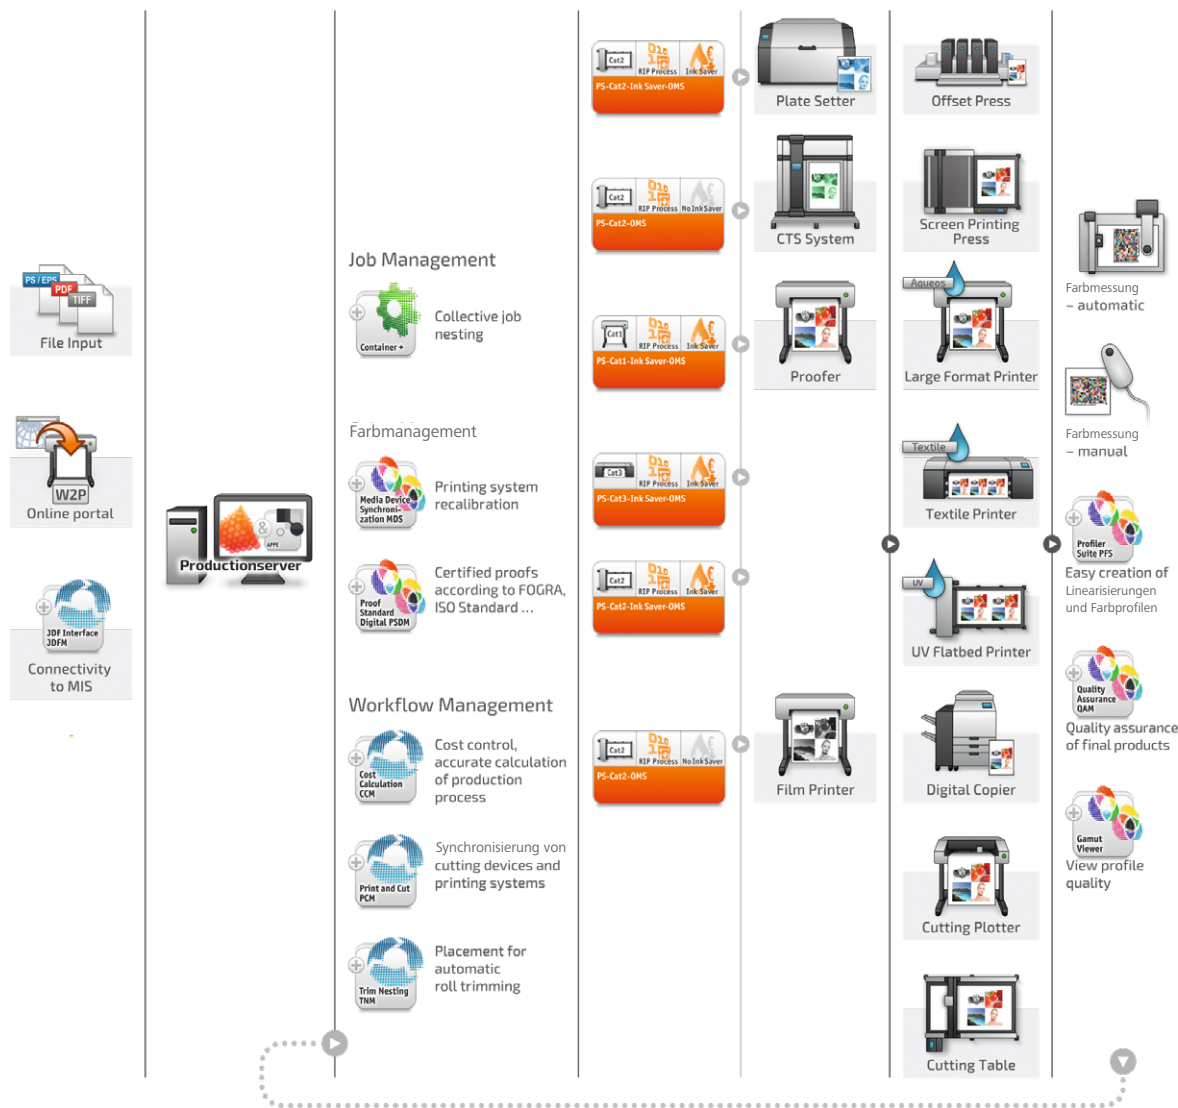 PS / EPS
PDF
TIFF
File Input
W2P
Online portal
JDF Interface
JDFM
Connectivity
to MIS
&
APPE
Productionserver
Job Management
Container +
Collective job
nesting
Farbmanagement
Media Device
Synchroni-
zation MDS
Printing system
recalibration
Proof
Standard
Digital PSDM
Certified proofs
according to FOGRA,
ISO Standard ...
Workflow Management
Cost
Calculation
CCM
Cost control,
accurate calculation
of production
process
Print and Cut
PCM
Synchronisierung von
cutting devices and
printing systems
Trim Nesting
TNM
Placement for
automatic
roll trimming
Cat2
RIP Process
Ink Saver
PS-Cat2-Ink Saver-OMS
Cat2
RIP Process
No Ink Saver
PS-Cat2-OMS
Cat1
RIP Process
Ink Saver
PS-Cat1-Ink Saver-OMS
Cat3
RIP Process
Ink Saver
PS-Cat3-Ink Saver-OMS
Cat2
RIP Process
Ink Saver
PS-Cat2-Ink Saver-OMS
Cat2
RIP Process
No Ink Saver
PS-Cat2-OMS
Plate Setter
CTS System
Proofer
Film Printer
Offset Press
Screen Printing
Press
Aqueos
Large Format Printer
Textile
Textile Printer
UV
UV Flatbed Printer
Digital Copier
Cutting Plotter
Cutting Table
Farbmessung
– automatic
Farbmessung
– manual
Profiler
Suite PFS
Easy creation of
Linearisierungen
und Farbprofilen
Quality
Assurance
QAM
Quality assurance
of final products
Gamut
Viewer
View profile
quality